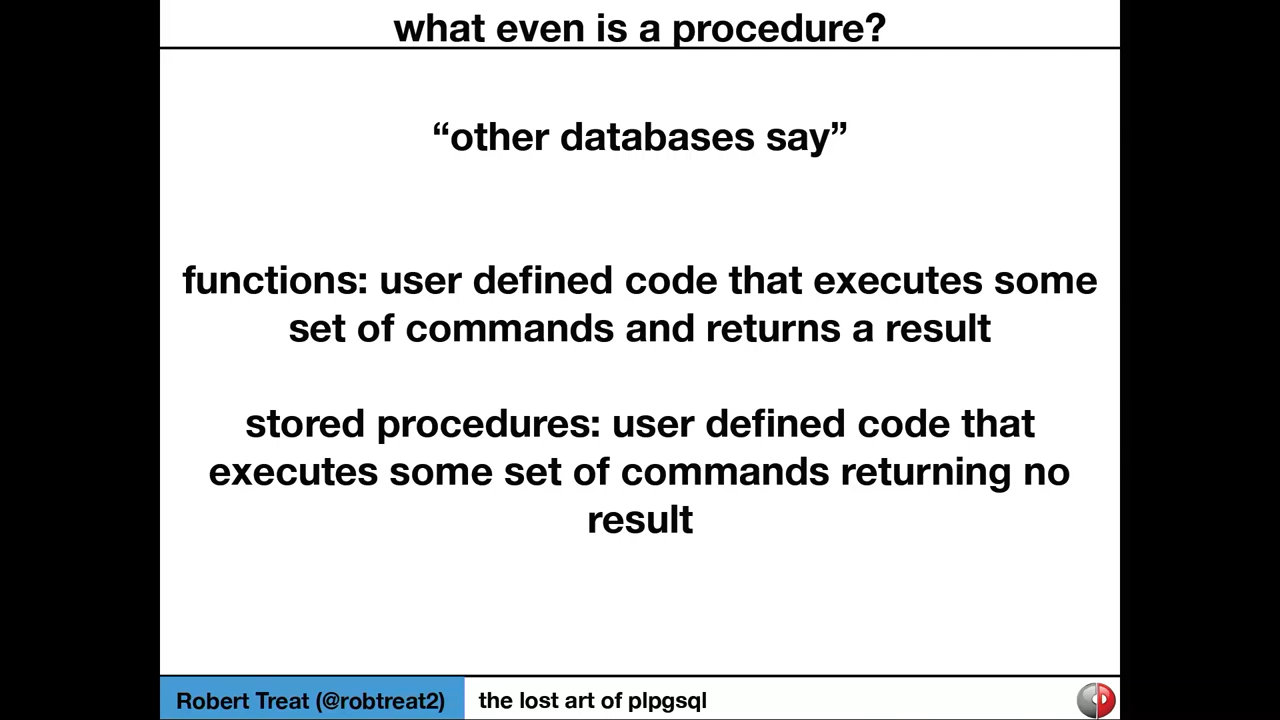 what even is a procedure?
“other databases say”
functions: user defined code that executes some
set of commands and returns a result
stored procedures: user defined code that
executes some set of commands returning no
result
Robert Treat (@robtreat2)
the lost art of plpgsql